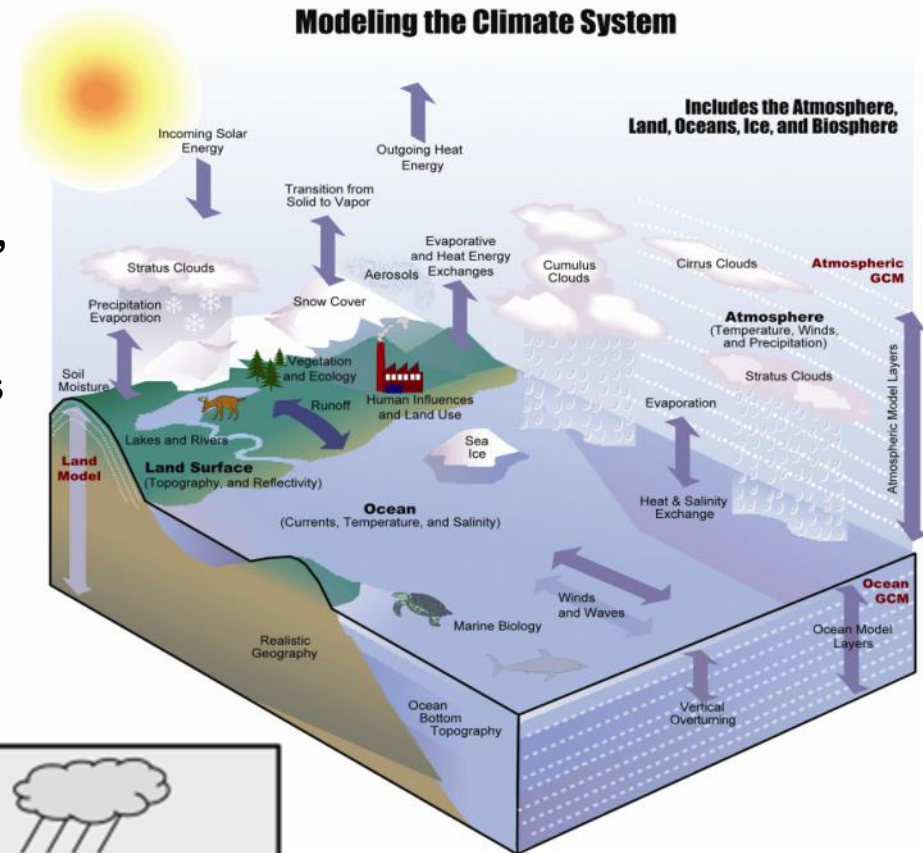 Modeling the Climate System
Includes the Atmosphere,
Land, Oceans, Ice, and Biosphere
Incoming Solar
Energy
Outgoing Heat
Energy
Transition from
Solid to Vapor
,
Stratus Clouds
Aerosols
Evaporative
and Heat Energy
Exchanges
Cumulus
Clouds
Cirrus Clouds
Atmospheric
GCM
Precipitation
Evaporation
Snow Cover
Atmosphere
(Temperature, Winds,
and Precipitation)
s
Soil
Moisture
Vegetation
and Ecology
Stratus Clouds
Human Influences
and Land Use
Runoff
Evaporation
Atmospheric Model Layers
Lakes and Rivers
Sea
Ice
Land
Model
Land Surface
(Topography, and Reflectivity)
Heat & Salinity
Exchange
Ocean
(Currents, Temperature, and Salinity)
Ocean
GCM
Winds
and Waves
Marine Biology
Ocean Model
Layers
Realistic
Geography
Ocean
Bottom
Topography
Vertical
Overturning